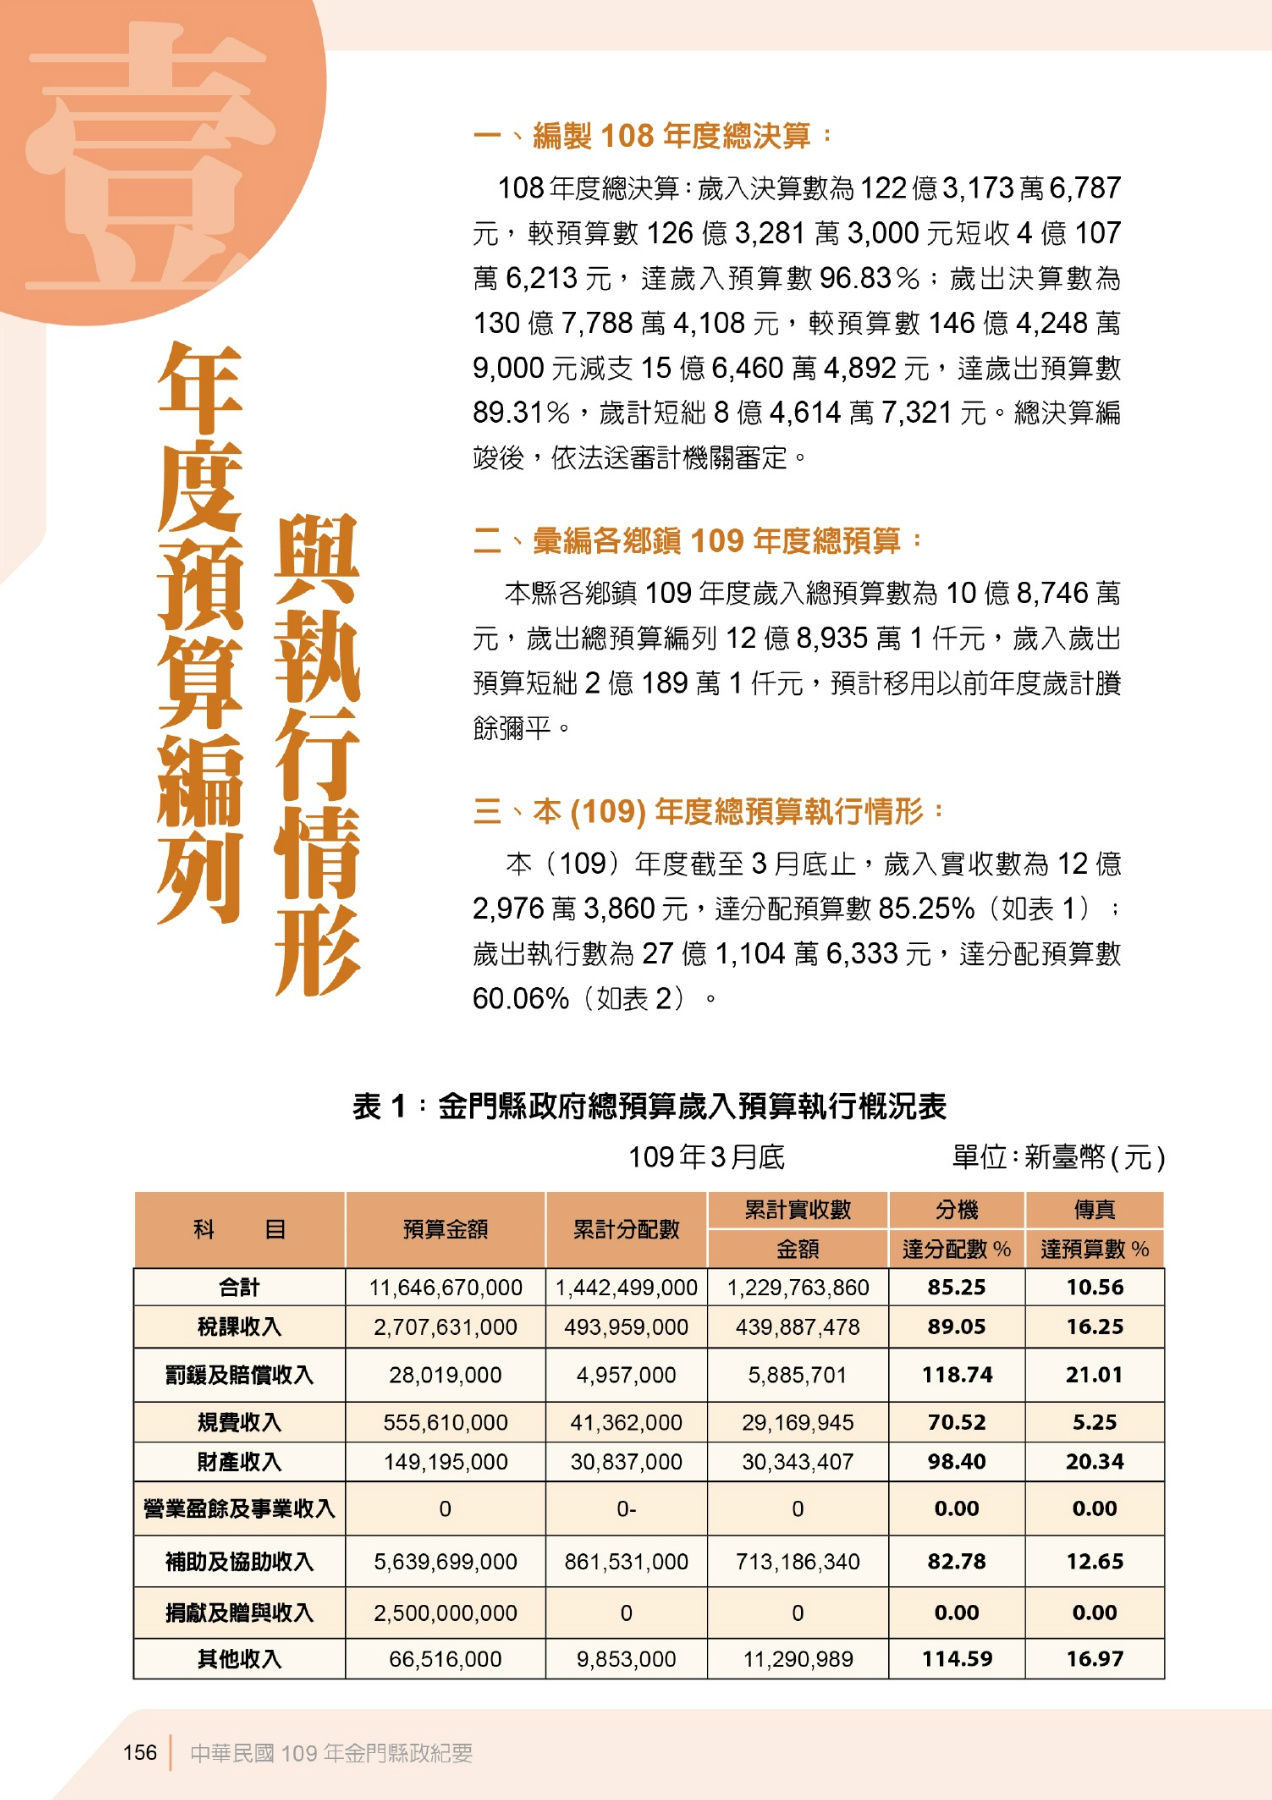 壹
年度預算編列
與執行情形
一、編製 108 年度總決算：
108 年度總決算：歲入決算數為 122 億 3,173 萬 6,787
元，較預算數 126 億 3,281 萬 3,000 元短收 4 億 107
萬 6,213 元，達歲入預算數 96.83％；歲出決算數為
130 億 7,788 萬 4,108 元，較預算數 146 億 4,248 萬
9,000 元減支 15 億 6,460 萬 4,892 元，達歲出預算數
89.31％，歲計短絀 8 億 4,614 萬 7,321 元。總決算編
竣後，依法送審計機關審定。
二、彙編各鄉鎮 109 年度總預算：
本縣各鄉鎮 109 年度歲入總預算數為 10 億 8,746 萬
元，歲出總預算編列 12 億 8,935 萬 1 仟元，歲入歲出
預算短絀 2 億 189 萬 1 仟元，預計移用以前年度歲計賸
餘彌平。
三、本 (109) 年度總預算執行情形：
本（109）年度截至 3 月底止，歲入實收數為 12 億
2,976 萬 3,860 元，達分配預算數 85.25%（如表 1）；
歲出執行數為 27 億 1,104 萬 6,333 元，達分配預算數
60.06%（如表 2）。
表 1：金門縣政府總預算歲入預算執行概況表
109 年 3 月底 單位：新臺幣 ( 元 )
科 目 預算金額 累計分配數 累計實收數 分機 傳真
金額 達分配數 % 達預算數 %
合計 11,646,670,000 1,442,499,000 1,229,763,860 85.25 10.56
稅課收入 2,707,631,000 493,959,000 439,887,478 89.05 16.25
罰鍰及賠償收入 28,019,000 4,957,000 5,885,701 118.74 21.01
規費收入 555,610,000 41,362,000 29,169,945 70.52 5.25
財產收入 149,195,000 30,837,000 30,343,407 98.40 20.34
營業盈餘及事業收入 0 0- 0 0.00 0.00
補助及協助收入 5,639,699,000 861,531,000 713,186,340 82.78 12.65
捐獻及贈與收入 2,500,000,000 0 0 0.00 0.00
其他收入 66,516,000 9,853,000 11,290,989 114.59 16.97
156 中華民國 109 年金門縣政紀要